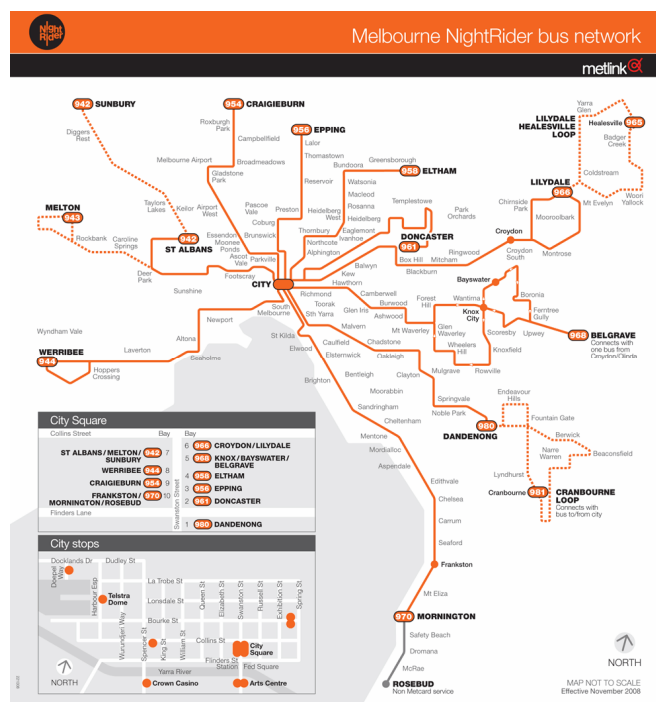 Night
Rider
Melbourne NightRider bus network
metlink
942 SUNBURY
954 CRAIGIEBURN
956 EPPING
958 ELTHAM
Yarra
Glen
LILYDALE
HEALESVILLE
LOOP
Healesville 965
Badger
Creek
Diggers
Rest
Roxburgh
Park
Campbellfield
Lalor
Thomastown
Bundoora
Greensborough
Melbourne Airport
Broadmeadows
Gladstone
Park
Reservoir
Watsonia
Macleod
Coldstream
LILYDALE
966
Mt Evelyn
Woori
Yallock
MELTON
943
Taylors
Lakes
Keilor
Airport
West
Pascoe
Vale
Preston
Coburg
Brunswick
Heidelberg
West
Rosanna
Heidelberg
Templestowe
Park
Orchards
Chirnside
Park
Mooroolbark
Rockbank
Caroline
Springs
942
ST ALBANS
Essendon
Moonee
Ponds
Ascot
Vale
Parkville
Thornbury
Northcote
Alphington
Eaglemont
Ivanhoe
DONCASTER
961
Croydon
Croydon
South
Montrose
Deer
Park
Footscray
Sunshine
CITY
Balwyn
Kew
Hawthorn
Box Hill
Mitcham
Blackburn
Ringwood
Bayswater
Richmond
Toorak
Sth Yarra
Camberwell
Burwood
Glen Iris
Ashwood
Forest
Hill
Wantirna
Knox
City
Boronia
Ferntree
Gully
South
Melbourne
Newport
Malvern
Mt Waverley
Glen
Waverley
Scoresby
Upwey
968 BELGRAVE
Connects with
one bus from
Croydon/Olinda
Wyndham Vale
WERRIBEE
944
Laverton
Altona
Seaholme
Hoppers
Crossing
St Kilda
Elwood
Caulfield
Elsternwick
Chadstone
Oakleigh
Wheelers
Hill
Knoxfield
Brighton
Bentleigh
Clayton
Mulgrave
Rowville
Moorabbin
Springvale
Noble Park
Endeavour
Hills
Sandringham
Cheltenham
980
DANDENONG
Fountain Gate
Berwick
Mentone
Mordialloc
Aspendale
Narre
Warren
Beaconsfield
Lyndhurst
Edithvale
Chelsea
Cranbourne 981
CRANBOURNE
LOOP
Connects with
bus to/from city
Carrum
Seaford
Frankston
Mt Eliza
970 MORNINGTON
Safety Beach
Dromana
McRae
ROSEBUD
Non Metcard service
City Square
Collins Street
Bay
Bay
ST ALBANS/MELTON/
SUNBURY
942 7
WERRIBEE 944 8
CRAIGIEBURN 954 9
FRANKSTON/
MORNINGTON/ROSEBUD
970 10
Flinders Lane
Swanston Street
6 966 CROYDON/LILYDALE
5 968 KNOX/BAYSWATER/
BELGRAVE
4 958 ELTHAM
3 956 EPPING
2 961 DONCASTER
1 980 DANDENONG
City stops
Docklands Dr
Dudley St
Doepel
Way
Harbour Esp
Telstra
Dome
La Trobe St
Lonsdale St
Bourke St
Wurundjeri Way
Spencer St
King St
William St
Queen St
Elizabeth St
Swanston St
Russell St
Exhibition St
Spring St
Collins St
City
Square
Flinders St
Station
Fed Square
Yarra River
Crown Casino
Arts Centre
NORTH
NORTH
MAP NOT TO SCALE
Effective November 2008